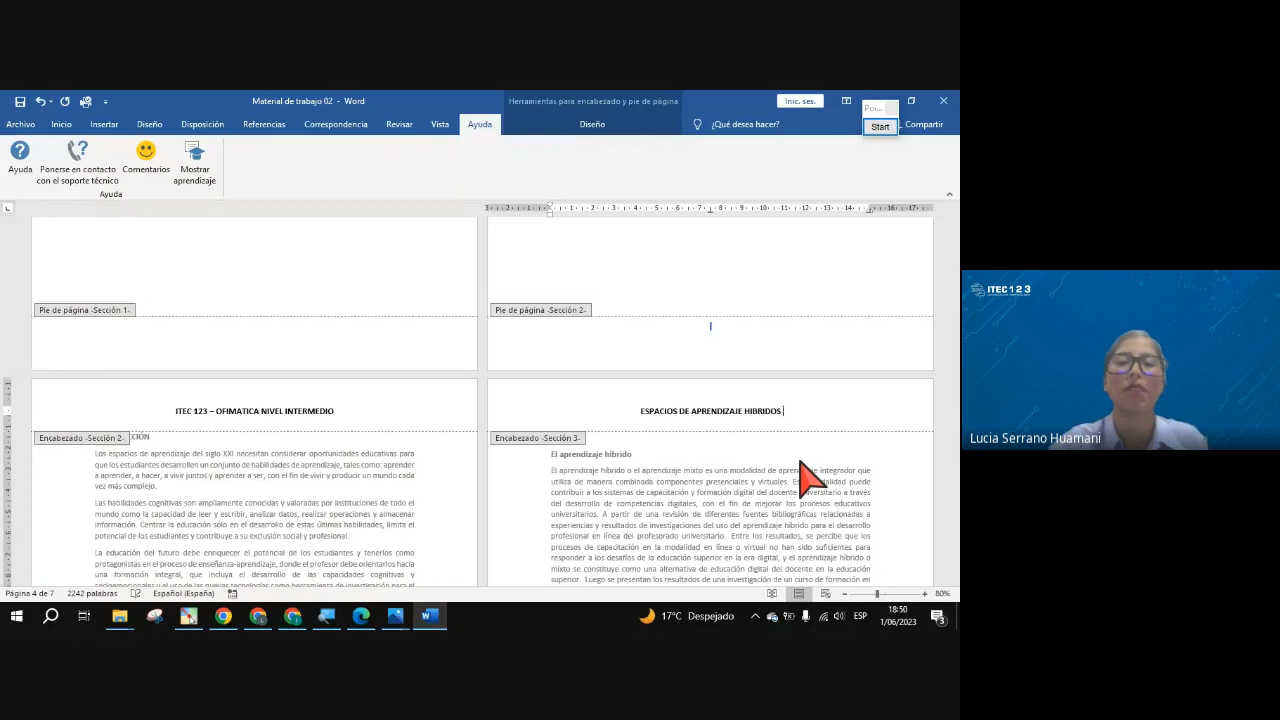 Material de trabajo 02 - Word
Herramientas para encabezado y pie de página
Inic. ses.
Poi...
Start
Archivo Inicio Insertar Diseño Disposición Referencias Correspondencia Revisar Vista Ayuda Diseño ¿Qué desea hacer? Compartir
Ayuda
Ponerse en contacto con el soporte técnico
Comentarios
Mostrar aprendizaje
Ayuda
Pie de página -Sección 1-
Pie de página -Sección 2-
ITEC 123 – OFIMATICA NIVEL INTERMEDIO
Encabezado -Sección 2-
CCIÓN
Los espacios de aprendizaje del siglo XXI necesitan considerar oportunidades educativas para
que los estudiantes desarrollen un conjunto de habilidades de aprendizaje, tales como: aprender
a aprender, a hacer, a vivir juntos y aprender a ser, con el fin de vivir y producir un mundo cada
vez más complejo.
Las habilidades cognitivas son ampliamente conocidas y valoradas por instituciones de todo el
mundo como la capacidad de leer y escribir, analizar datos, realizar operaciones y almacenar
información. Centrar la educación sólo en el desarrollo de estas últimas habilidades, limita el
potencial de los estudiantes y contribuye a su exclusión social y profesional.
La educación del futuro debe enriquecer el potencial de los estudiantes y tenerlos como
protagonistas en el proceso de enseñanza-aprendizaje, donde el profesor debe orientarlos hacia
una formación integral, que incluya el desarrollo de las capacidades cognitivas y
ESPACIOS DE APRENDIZAJE HIBRIDOS
Encabezado -Sección 3-
El aprendizaje híbrido
El aprendizaje híbrido o el aprendizaje mixto es una modalidad de integrador que
utiliza de manera combinada componentes presenciales y virtuales. puede
contribuir a los sistemas de capacitación y formación digital del docente universitario a través
del desarrollo de competencias digitales, con el fin de mejorar los procesos educativos
universitarios. A partir de una revisión de diferentes fuentes bibliográficas relacionadas a
experiencias y resultados de investigaciones del uso del aprendizaje híbrido para el desarrollo
profesional en línea del profesorado universitario. Entre los resultados, se percibe que los
procesos de capacitación en la modalidad en línea o virtual no han sido suficientes para
responder a los desafíos de la educación superior en la era digital, y el aprendizaje híbrido o
mixto se constituye como una alternativa de educación digital del docente en la educación
superior. Luego se presentan los resultados de una investigación de un curso de formación en
Página 4 de 7 2242 palabras Español (España) 80%
17°C Despejado ESP
18:50
1/06/2023
3
ITEC 1 2 3
Lucia Serrano Huamani